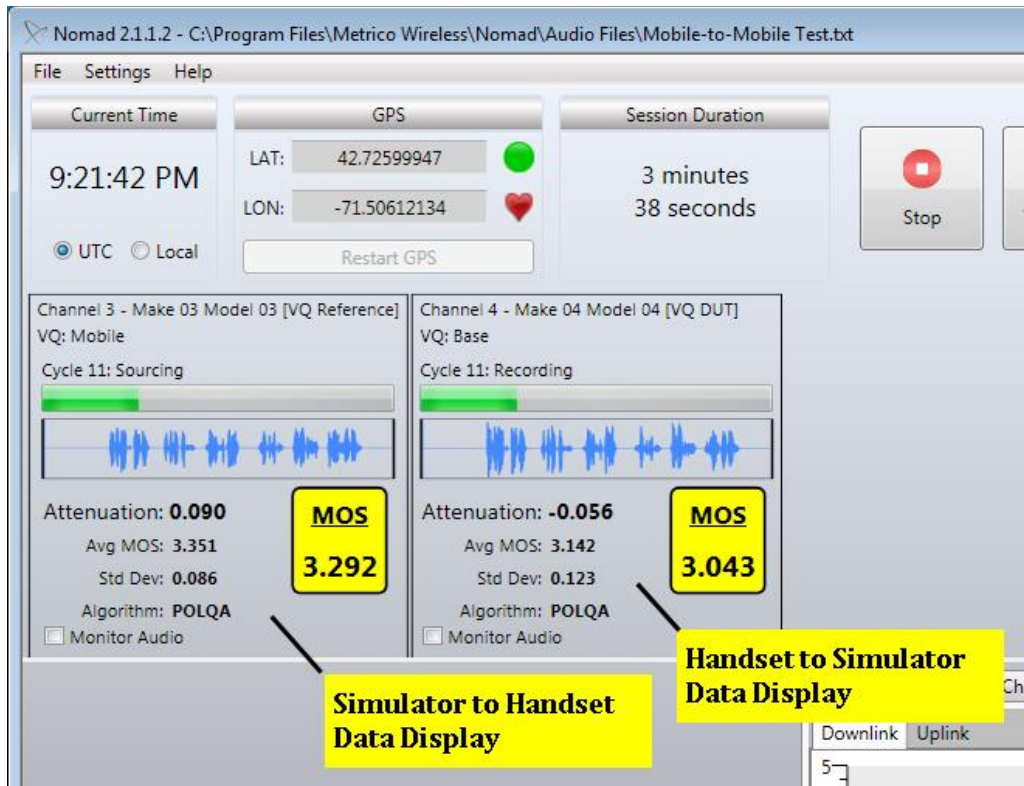 Nomad 2.1.1.2 - C:\Program Files\Metrico Wireless\Nomad\Audio Files\Mobile-to-Mobile Test.txt
File Settings Help
Current Time
9:21:42 PM
UTC Local
GPS
LAT: 42.72599947
LON: -71.50612134
Restart GPS
Session Duration
3 minutes
38 seconds
Stop
Channel 3 - Make 03 Model 03 [VQ Reference]
VQ: Mobile
Cycle 11: Sourcing
Attenuation: 0.090
Avg MOS: 3.351
Std Dev: 0.086
Algorithm: POLQA
Monitor Audio
MOS
3.292
Channel 4 - Make 04 Model 04 [VQ DUT]
VQ: Base
Cycle 11: Recording
Attenuation: -0.056
Avg MOS: 3.142
Std Dev: 0.123
Algorithm: POLQA
Monitor Audio
MOS
3.043
Simulator to Handset
Data Display
Handset to Simulator
Data Display
Ch
Downlink Uplink
5